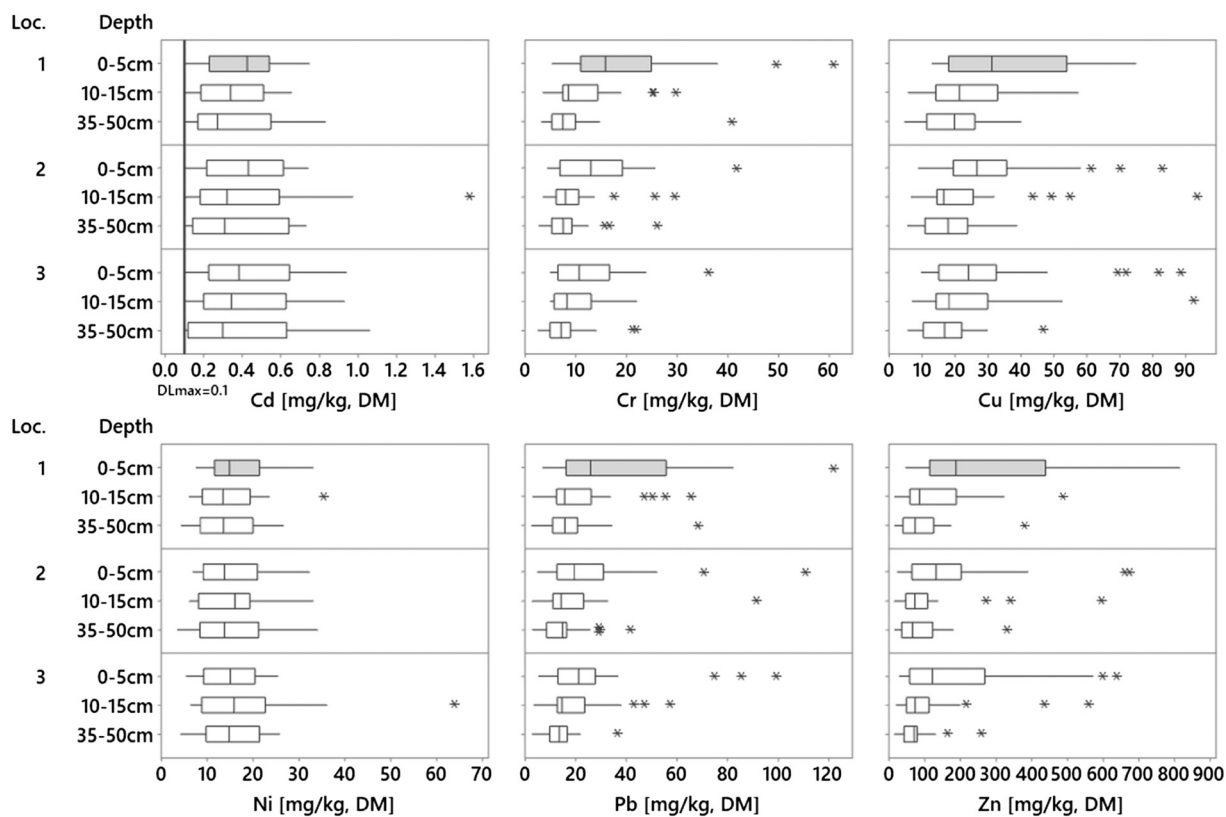 Loc. Depth
1 0-5cm
10-15cm
35-50cm
2 0-5cm
10-15cm
35-50cm
3 0-5cm
10-15cm
35-50cm
0.0 0.2 0.4 0.6 0.8 1.0 1.2 1.4 1.6
DLmax=0.1
Cd [mg/kg, DM]
0 10 20 30 40 50 60
Cr [mg/kg, DM]
0 10 20 30 40 50 60 70 80 90
Cu [mg/kg, DM]
Loc. Depth
1 0-5cm
10-15cm
35-50cm
2 0-5cm
10-15cm
35-50cm
3 0-5cm
10-15cm
35-50cm
0 10 20 30 40 50 60 70
Ni [mg/kg, DM]
0 20 40 60 80 100 120
Pb [mg/kg, DM]
0 100 200 300 400 500 600 700 800 900
Zn [mg/kg, DM]